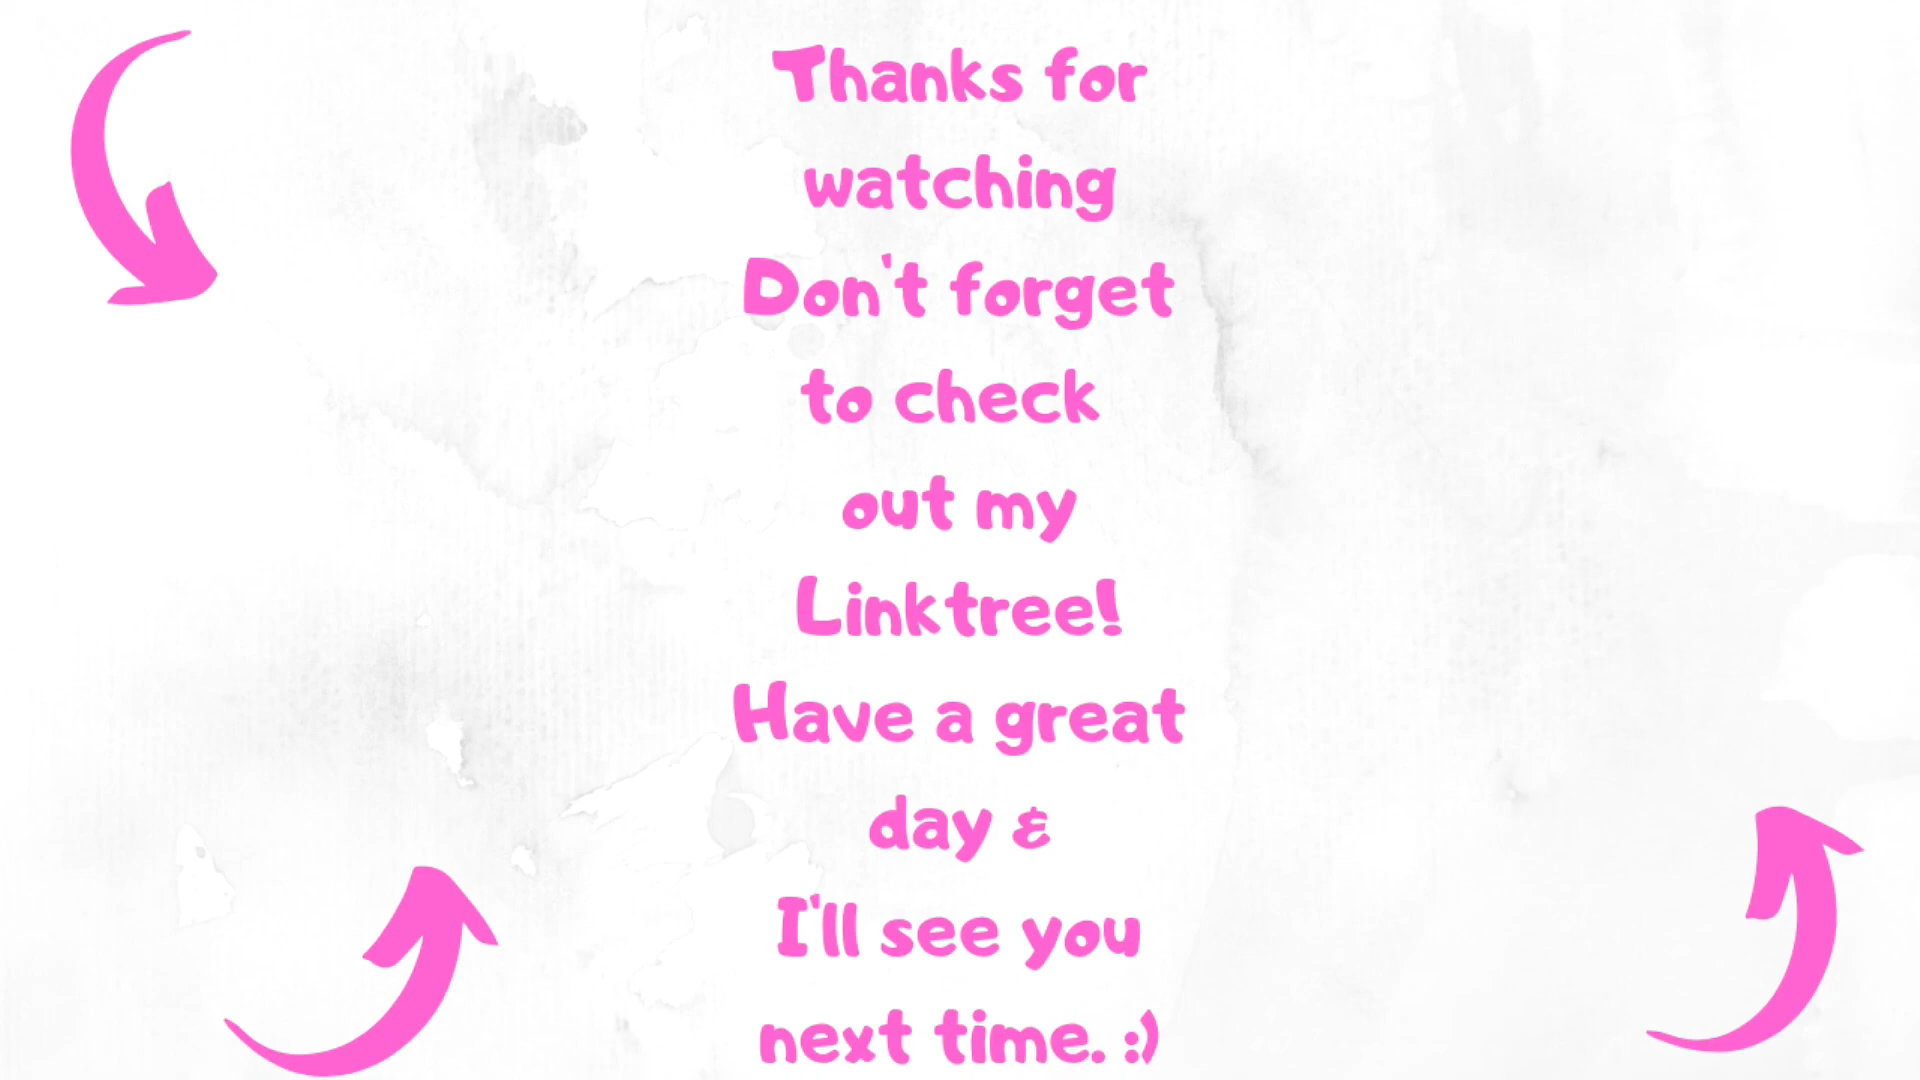 Thanks for
watching
Don't forget
to check
out my
Linktree!
Have a great
day &
I'll see you
next time. :)